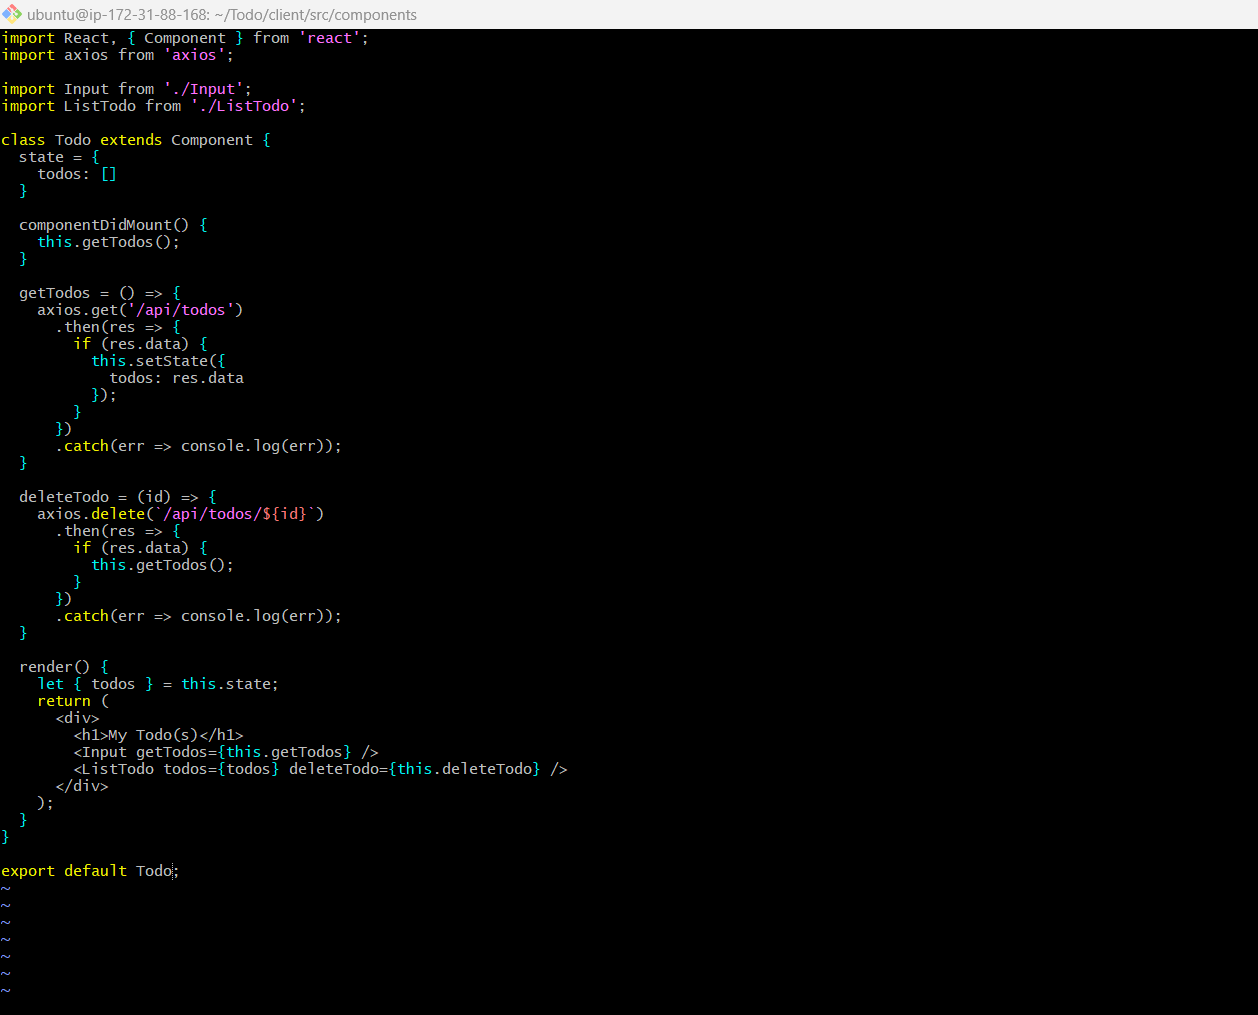 ubuntu@ip-172-31-88-168: ~/Todo/client/src/components
import React, { Component } from 'react';
import axios from 'axios';

import Input from './Input';
import ListTodo from './ListTodo';

class Todo extends Component {
  state = {
    todos: []
  }

  componentDidMount() {
    this.getTodos();
  }

  getTodos = () => {
    axios.get('/api/todos')
      .then(res => {
        if (res.data) {
          this.setState({
            todos: res.data
          });
        }
      })
      .catch(err => console.log(err));
  }

  deleteTodo = (id) => {
    axios.delete(`/api/todos/${id}`)
      .then(res => {
        if (res.data) {
          this.getTodos();
        }
      })
      .catch(err => console.log(err));
  }

  render() {
    let { todos } = this.state;
    return (
      <div>
        <h1>My Todo(s)</h1>
        <Input getTodos={this.getTodos} />
        <ListTodo todos={todos} deleteTodo={this.deleteTodo} />
      </div>
    );
  }
}

export default Todo;
~
~
~
~
~
~
~